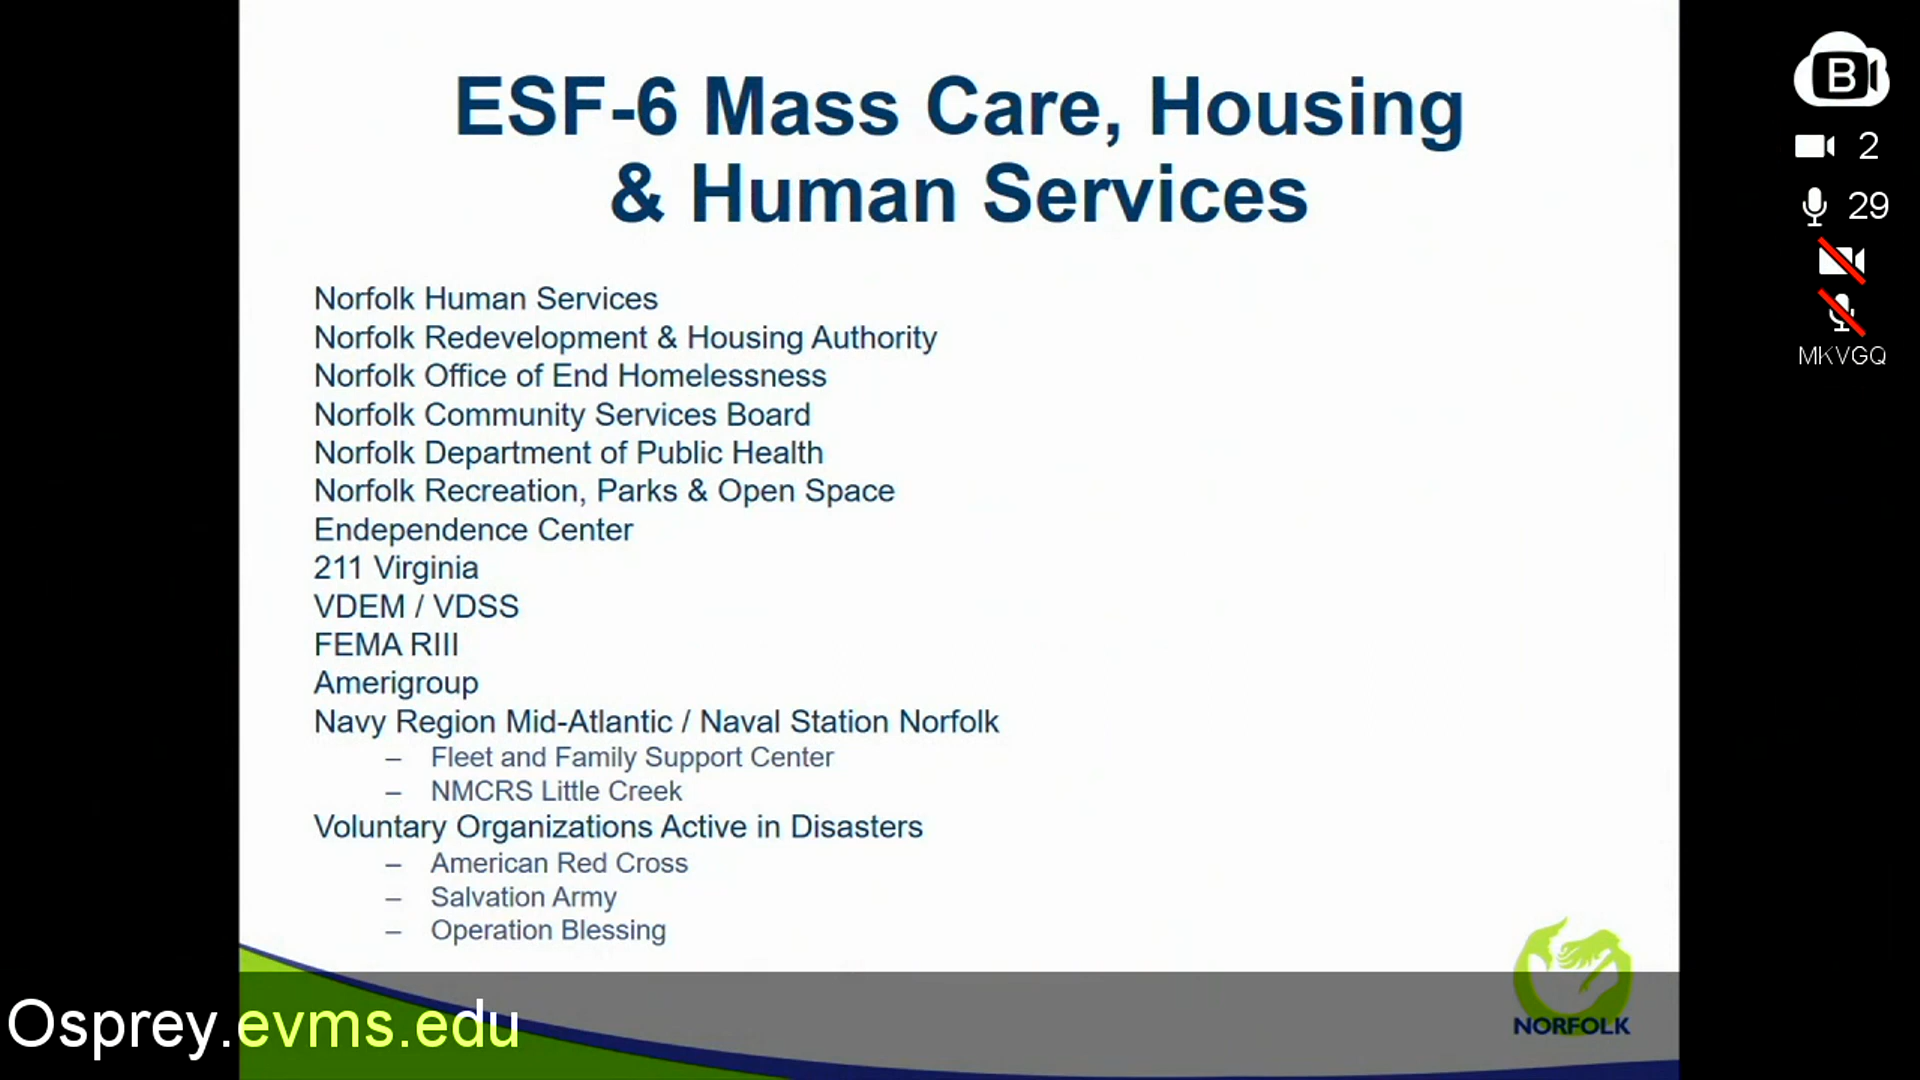 ESF-6 Mass Care, Housing
& Human Services
Norfolk Human Services
Norfolk Redevelopment & Housing Authority
Norfolk Office of End Homelessness
Norfolk Community Services Board
Norfolk Department of Public Health
Norfolk Recreation, Parks & Open Space
Endependence Center
211 Virginia
VDEM / VDSS
FEMA RIII
Amerigroup
Navy Region Mid-Atlantic / Naval Station Norfolk
– Fleet and Family Support Center
– NMCRS Little Creek
Voluntary Organizations Active in Disasters
– American Red Cross
– Salvation Army
– Operation Blessing
NORFOLK
Osprey.evms.edu
B
2
29
MKVGQ